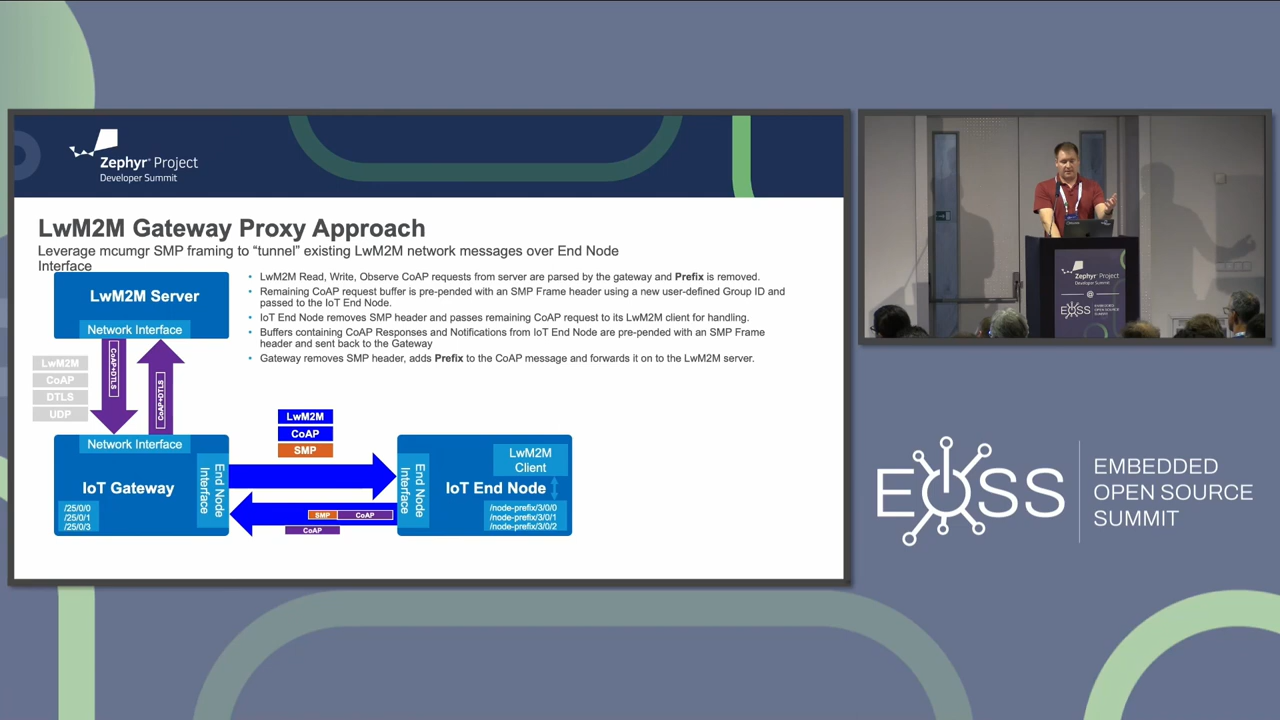 Zephyr® Project
Developer Summit
LwM2M Gateway Proxy Approach
Leverage mcumgr SMP framing to “tunnel” existing LwM2M network messages over End Node
Interface
• LwM2M Read, Write, Observe CoAP requests from server are parsed by the gateway and Prefix is removed.
• Remaining CoAP request buffer is pre-pended with an SMP Frame header using a new user-defined Group ID and
passed to the IoT End Node.
• IoT End Node removes SMP header and passes remaining CoAP request to its LwM2M client for handling.
• Buffers containing CoAP Responses and Notifications from IoT End Node are pre-pended with an SMP Frame
header and sent back to the Gateway
• Gateway removes SMP header, adds Prefix to the CoAP message and forwards it on to the LwM2M server.
LwM2M Server
Network Interface
LwM2M
CoAP
DTLS
UDP
CoAP+DTLS
CoAP+DTLS
Network Interface
IoT Gateway
/25/0/0
/25/0/1
/25/0/3
End Node
Interface
LwM2M
CoAP
SMP
SMP
CoAP
CoAP
End Node
Interface
LwM2M
Client
IoT End Node
/node-prefix/3/0/0
/node-prefix/3/0/1
/node-prefix/3/0/2
Zephyr Project
Developer Summit
@
EOSS
EOSS
EMBEDDED
OPEN SOURCE
SUMMIT